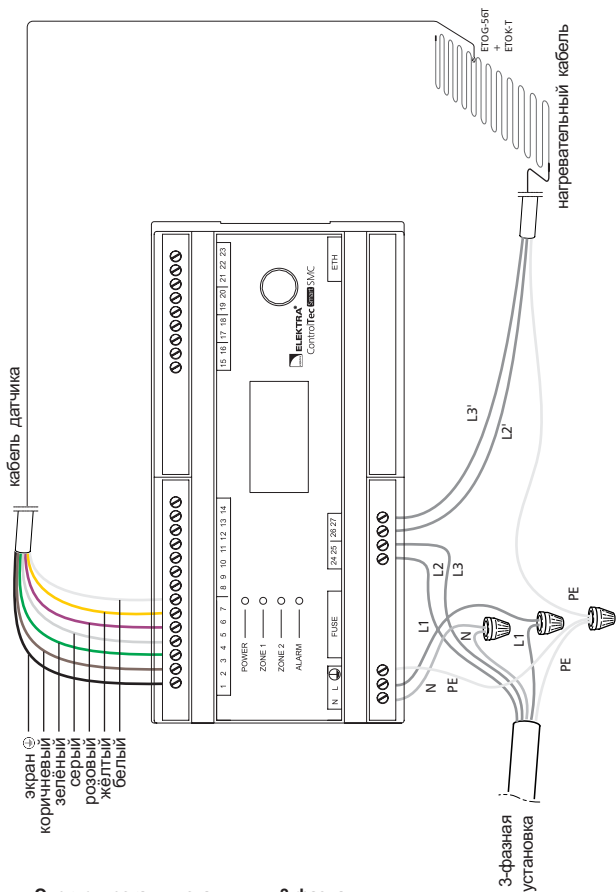 ETOG-56T
+
ETOK-T
нагревательный кабель
кабель датчика
экран
коричневый
зелёный
серый
розовый
жёлтый
белый
1 2 3 4 5 6 7 8 9 10 11 12 13 14
15 16 17 18 19 20 21 22 23
POWER
ZONE 1
ZONE 2
ALARM
ELEKTRA®
ControlTec Smart SMC
ETH
N L
FUSE
24 25 26 27
L3'
L2'
L2
L3
L1
N
N
PE
L1
PE
PE
3-фазная
установка